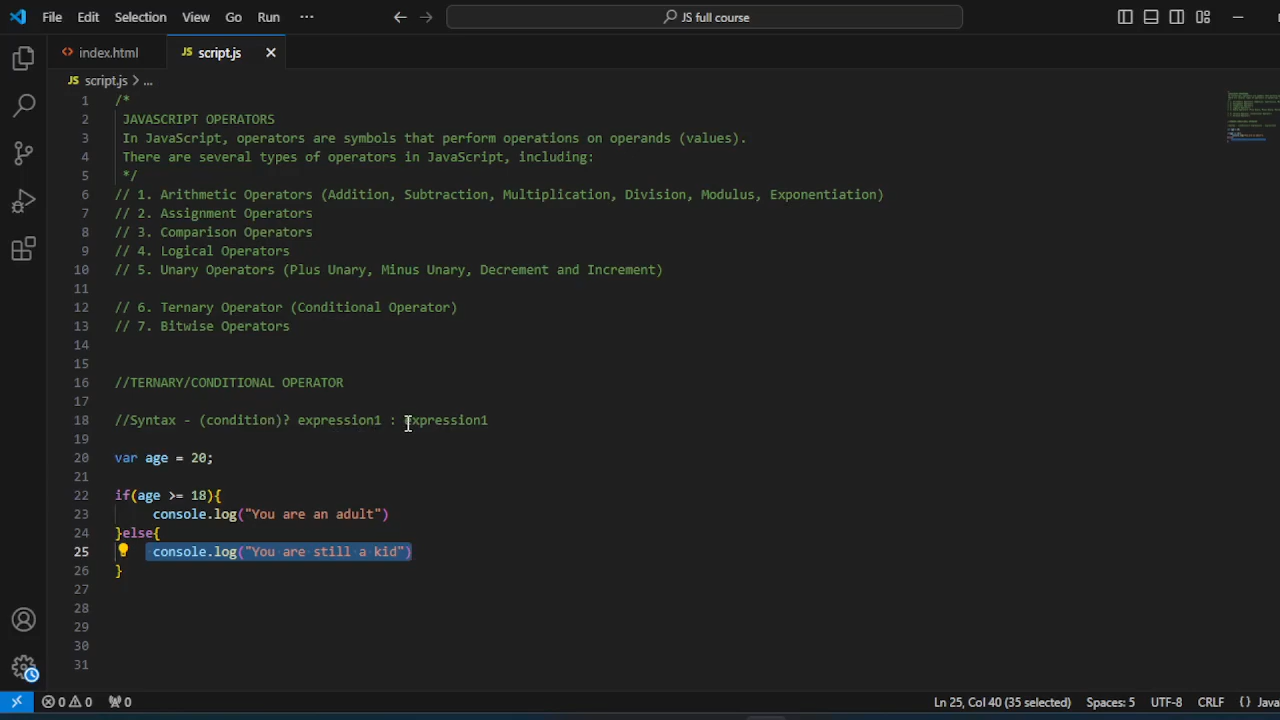 File Edit Selection View Go Run ··· JS full course
index.html JS script.js
JS script.js > ...
1 /*
2 JAVASCRIPT OPERATORS
3 In JavaScript, operators are symbols that perform operations on operands (values).
4 There are several types of operators in JavaScript, including:
5 */
6 // 1. Arithmetic Operators (Addition, Subtraction, Multiplication, Division, Modulus, Exponentiation)
7 // 2. Assignment Operators
8 // 3. Comparison Operators
9 // 4. Logical Operators
10 // 5. Unary Operators (Plus Unary, Minus Unary, Decrement and Increment)
11
12 // 6. Ternary Operator (Conditional Operator)
13 // 7. Bitwise Operators
14
15
16 //TERNARY/CONDITIONAL OPERATOR
17
18 //Syntax - (condition)? expression1 : expression1
19
20 var age = 20;
21
22 if(age >= 18){
23 console.log("You are an adult")
24 }else{
25 console.log("You are still a kid")
26 }
27
28
29
30
31
0 0 0 Ln 25, Col 40 (35 selected) Spaces: 5 UTF-8 CRLF {} Java